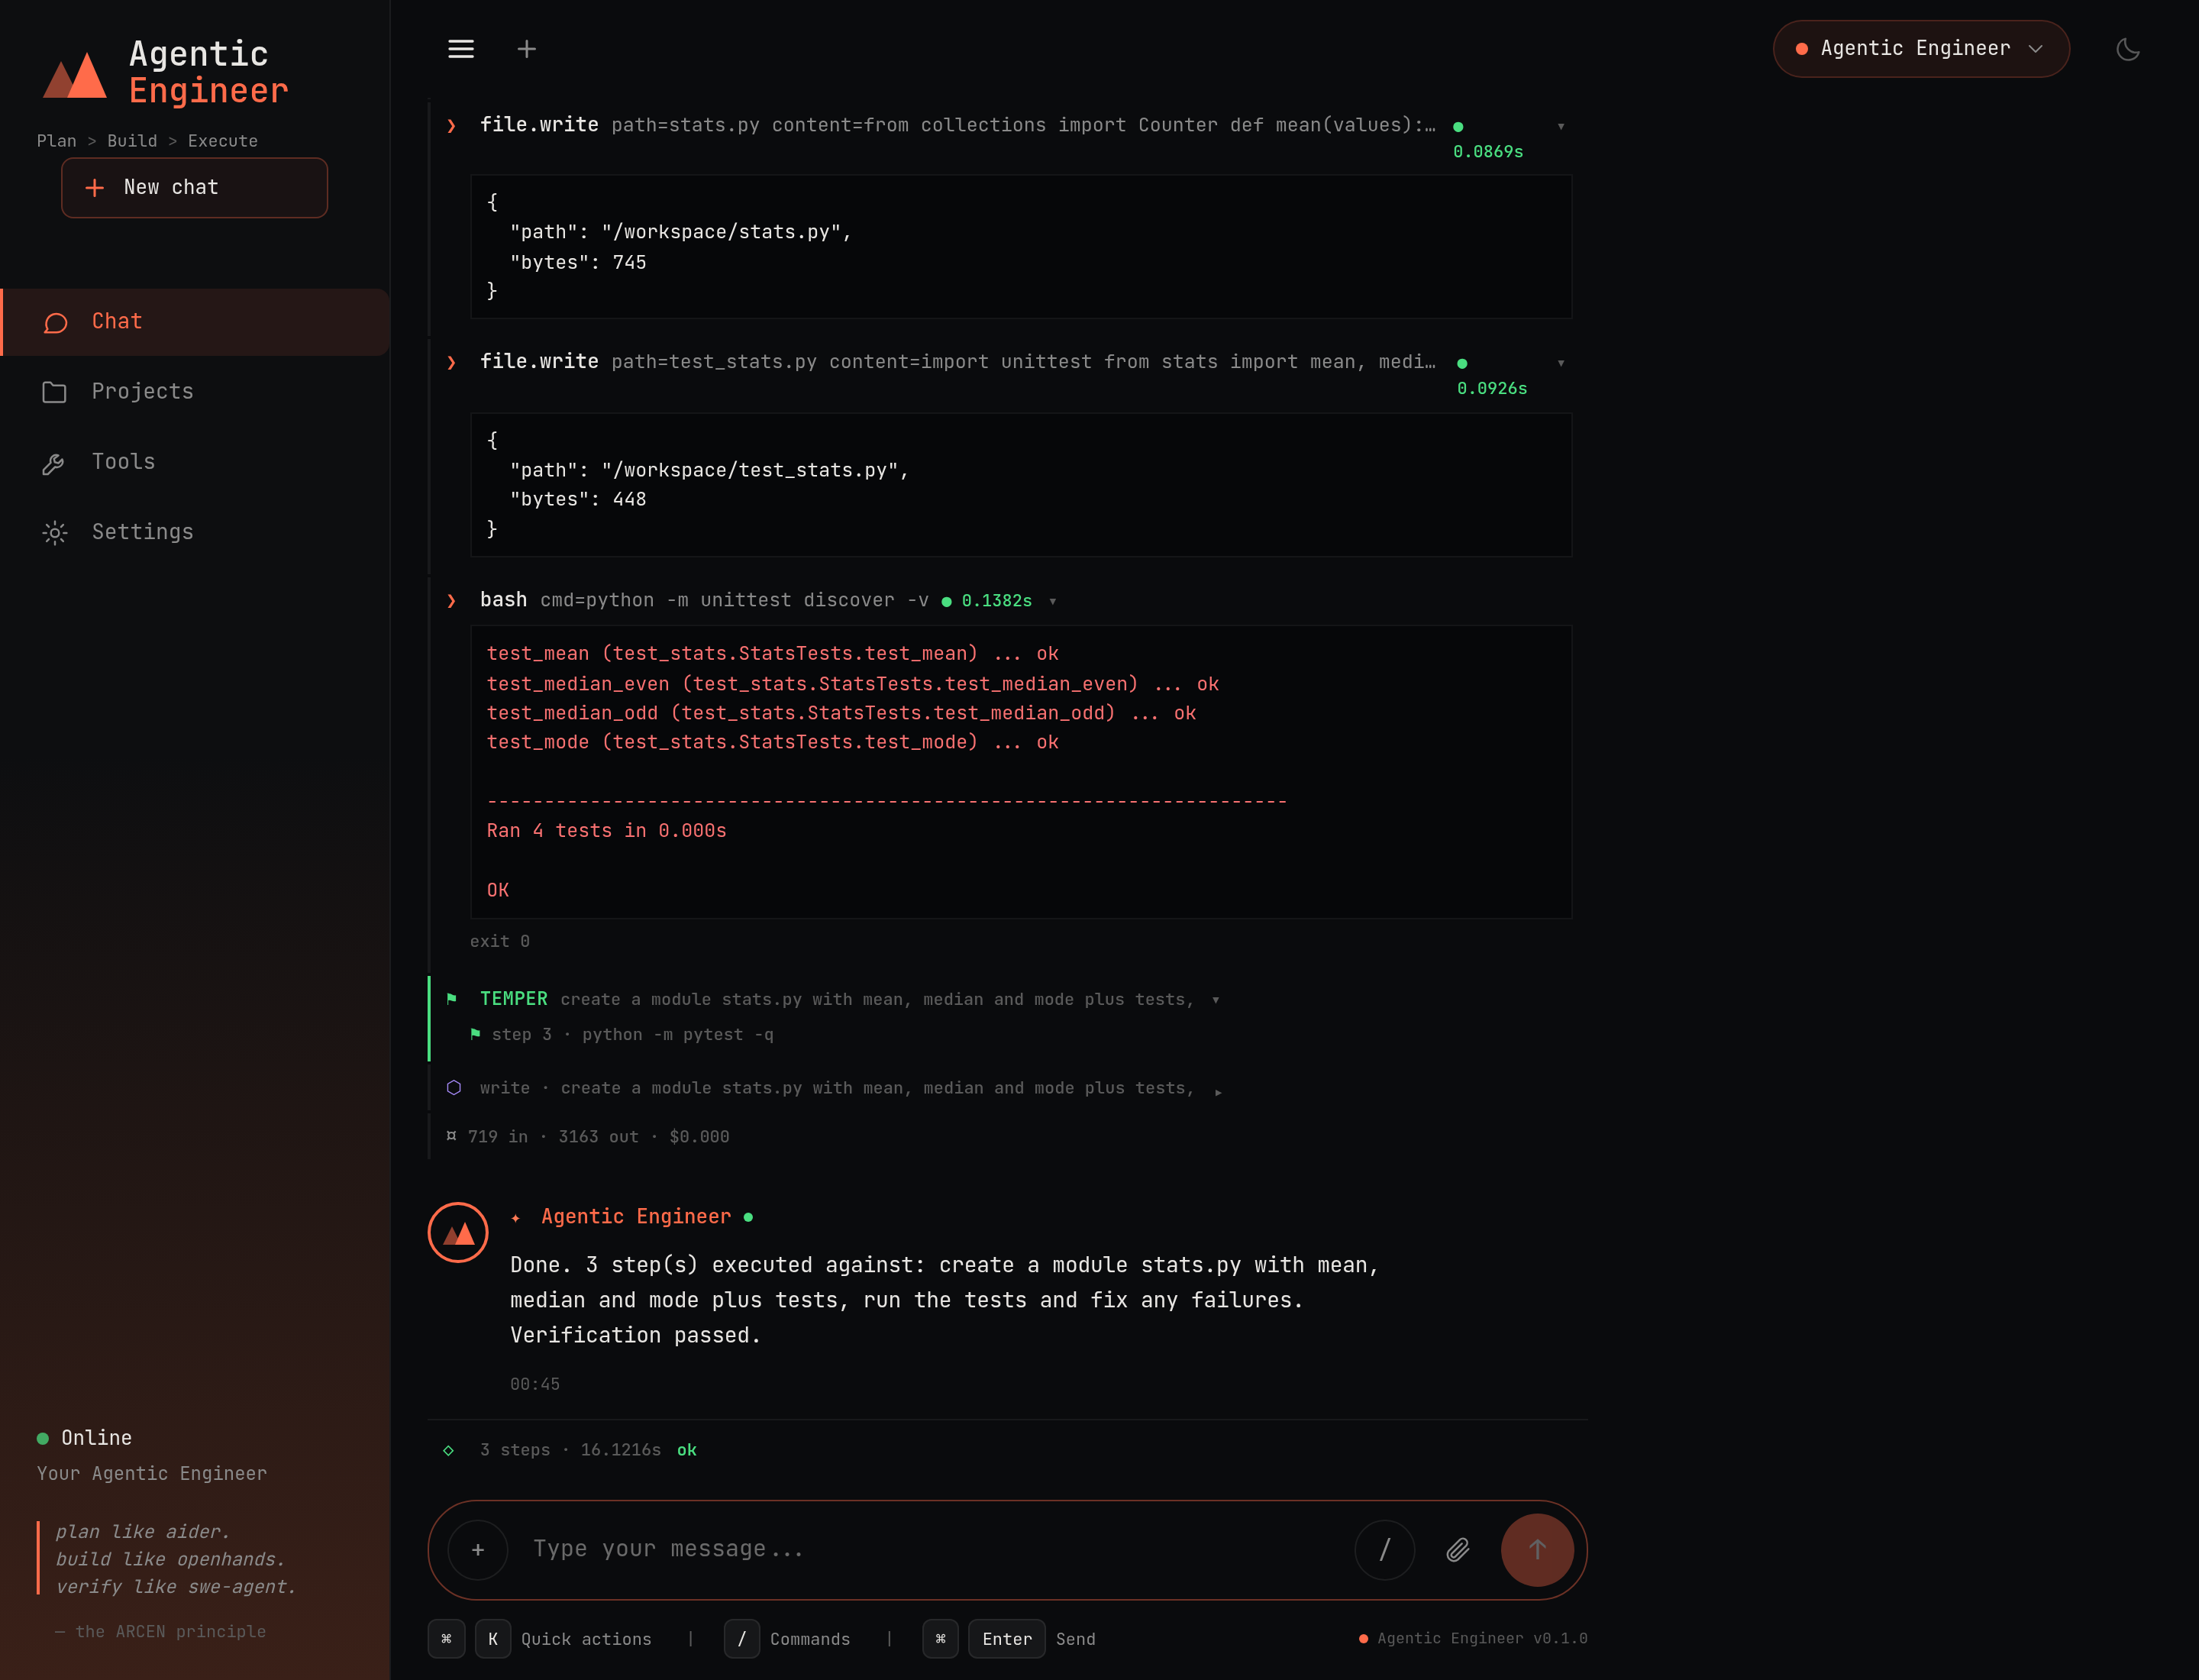 Agentic
Engineer
Plan > Build > Execute
+ New chat
Chat
Projects
Tools
Settings
Online
Your Agentic Engineer
plan like aider.
build like openhands.
verify like swe-agent.
— the ARCEN principle
Agentic Engineer
❯ file.write path=stats.py content=from collections import Counter def mean(values):… ● ▾
0.0869s
{
"path": "/workspace/stats.py",
"bytes": 745
}
❯ file.write path=test_stats.py content=import unittest from stats import mean, medi… ● ▾
0.0926s
{
"path": "/workspace/test_stats.py",
"bytes": 448
}
❯ bash cmd=python -m unittest discover -v ● 0.1382s ▾
test_mean (test_stats.StatsTests.test_mean) ... ok
test_median_even (test_stats.StatsTests.test_median_even) ... ok
test_median_odd (test_stats.StatsTests.test_median_odd) ... ok
test_mode (test_stats.StatsTests.test_mode) ... ok
----------------------------------------------------------------------
Ran 4 tests in 0.000s
OK
exit 0
⚑ TEMPER create a module stats.py with mean, median and mode plus tests, ▾
⚑ step 3 · python -m pytest -q
⬡ write · create a module stats.py with mean, median and mode plus tests, ▸
¤ 719 in · 3163 out · $0.000
✦ Agentic Engineer ●
Done. 3 step(s) executed against: create a module stats.py with mean,
median and mode plus tests, run the tests and fix any failures.
Verification passed.
00:45
◇ 3 steps · 16.1216s ok
+ Type your message... /
⌘ K Quick actions | / Commands | ⌘ Enter Send
● Agentic Engineer v0.1.0